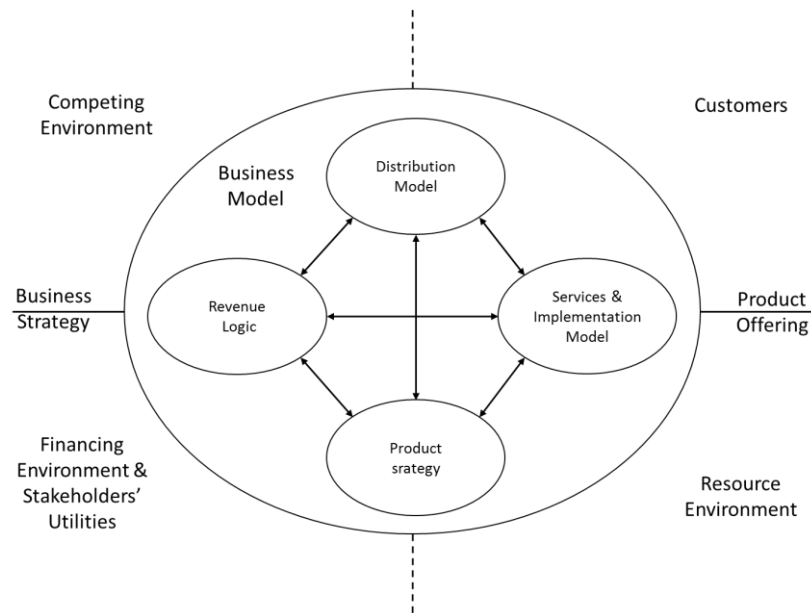 Competing
Environment
Customers
Business
Model
Distribution
Model
Business
Strategy
Revenue
Logic
Services &
Implementation
Model
Product
Offering
Product
srategy
Financing
Environment &
Stakeholders’
Utilities
Resource
Environment